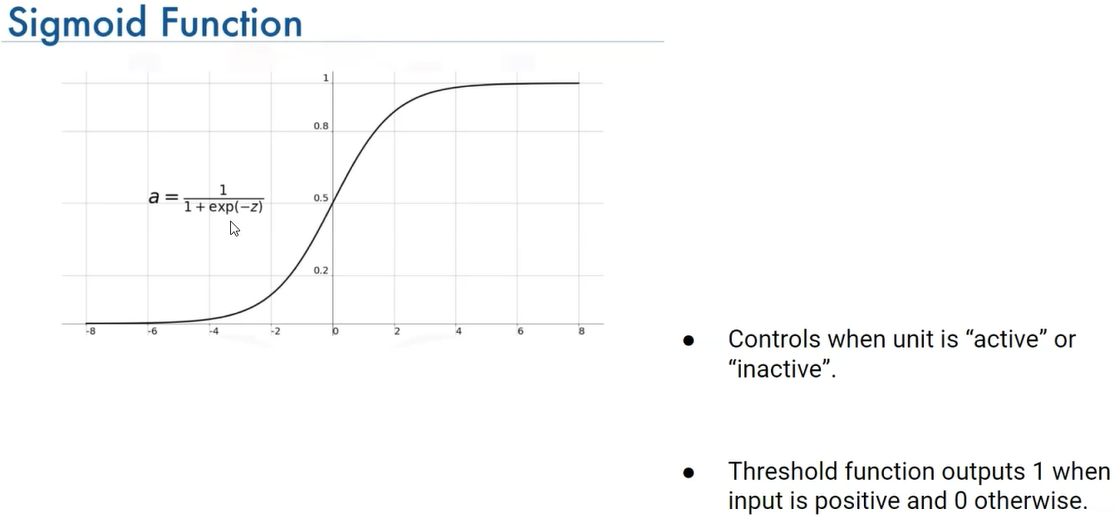 Sigmoid Function
1
0.8
a = 1 / (1 + exp(−z))
0.5
0.2
-8 -6 -4 -2 0 2 4 6 8
● Controls when unit is “active” or
“inactive”.
● Threshold function outputs 1 when
input is positive and 0 otherwise.